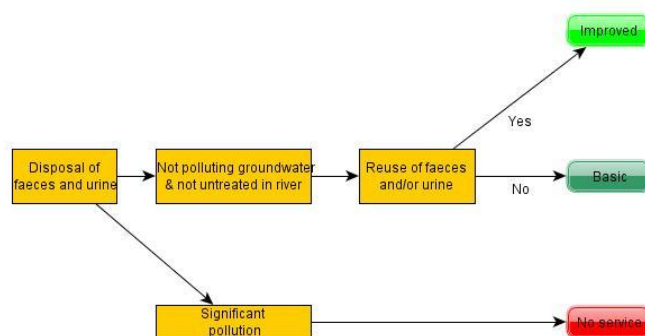 Improved
Yes
Disposal of
faeces and urine
Not polluting groundwater
& not untreated in river
Reuse of faeces
and/or urine
No
Basic
Significant
pollution
No service